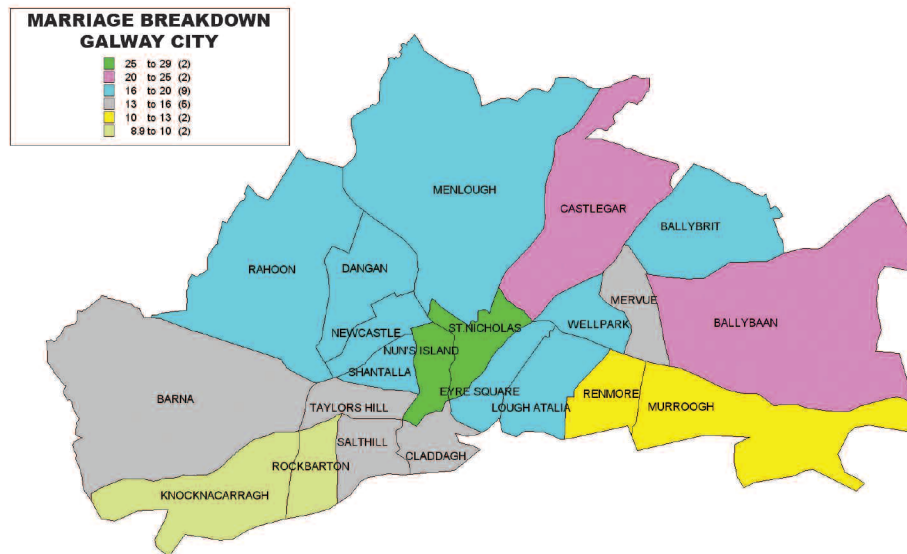 MARRIAGE BREAKDOWN
GALWAY CITY
25 to 29 (2)
20 to 25 (2)
16 to 20 (9)
13 to 16 (5)
10 to 13 (2)
8.9 to 10 (2)
MENLOUGH
CASTLEGAR
BALLYBRIT
RAHOON
DANGAN
MERVUE
NEWCASTLE
ST.NICHOLAS
WELLPARK
BALLYBAAN
NUN'S ISLAND
SHANTALLA
EYRE SQUARE
RENMORE
BARNA
TAYLORS HILL
LOUGH ATALIA
MURROOGH
SALTHILL
CLADDAGH
ROCKBARTON
KNOCKNACARRAGH